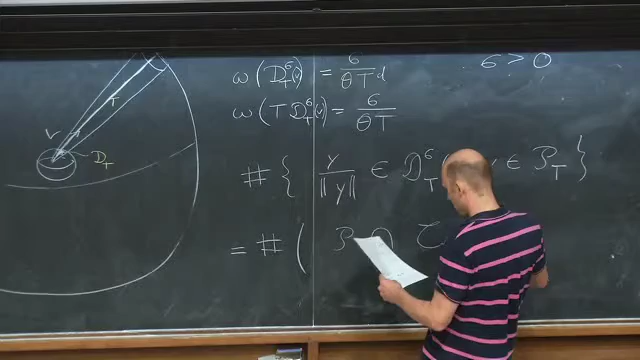 σ > 0
ω(D_T^σ(v)) = σ / θT^d
ω(T D_T^σ(v)) = σ / θT
V
T
D_T
#{ y / ||y|| ∈ D_T^σ ∈ P_T }
= #( P ∩